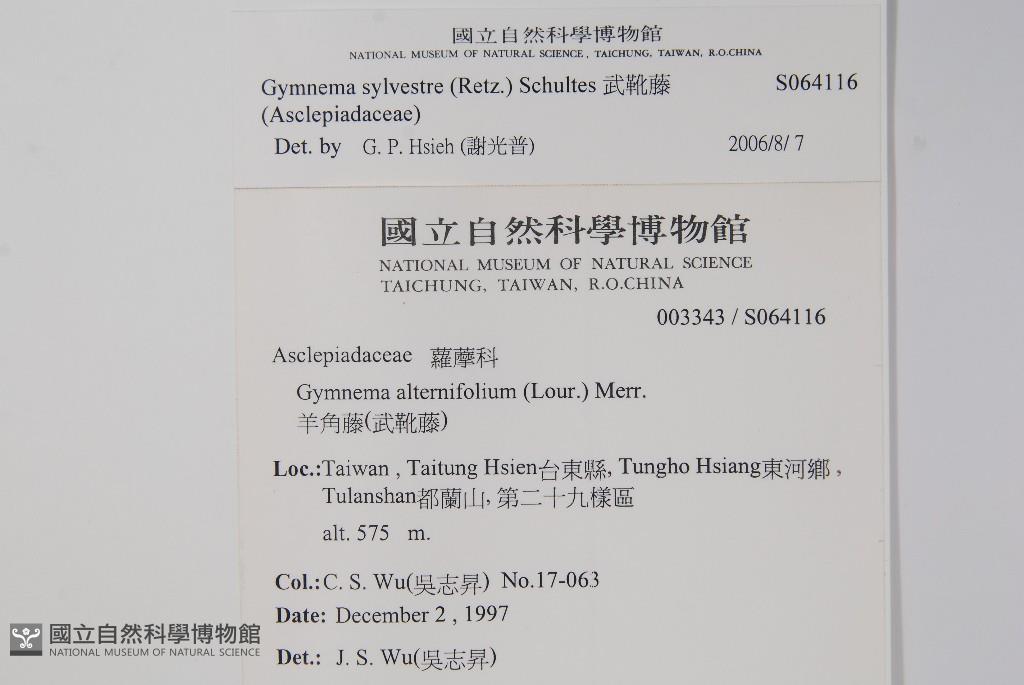 國立自然科學博物館
NATIONAL MUSEUM OF NATURAL SCIENCE, TAICHUNG, TAIWAN, R.O.CHINA
Gymnema sylvestre (Retz.) Schultes 武靴藤 S064116
(Asclepiadaceae)
Det. by G. P. Hsieh (謝光普) 2006/8/ 7
國立自然科學博物館
NATIONAL MUSEUM OF NATURAL SCIENCE
TAICHUNG, TAIWAN, R.O.CHINA
003343 / S064116
Asclepiadaceae 蘿藦科
Gymnema alternifolium (Lour.) Merr.
羊角藤(武靴藤)
Loc.:Taiwan , Taitung Hsien台東縣, Tungho Hsiang東河鄉 ,
Tulanshan都蘭山, 第二十九樣區
alt. 575 m.
Col.:C. S. Wu(吳志昇) No.17-063
Date: December 2 , 1997
Det.: J. S. Wu(吳志昇)
國立自然科學博物館
NATIONAL MUSEUM OF NATURAL SCIENCE